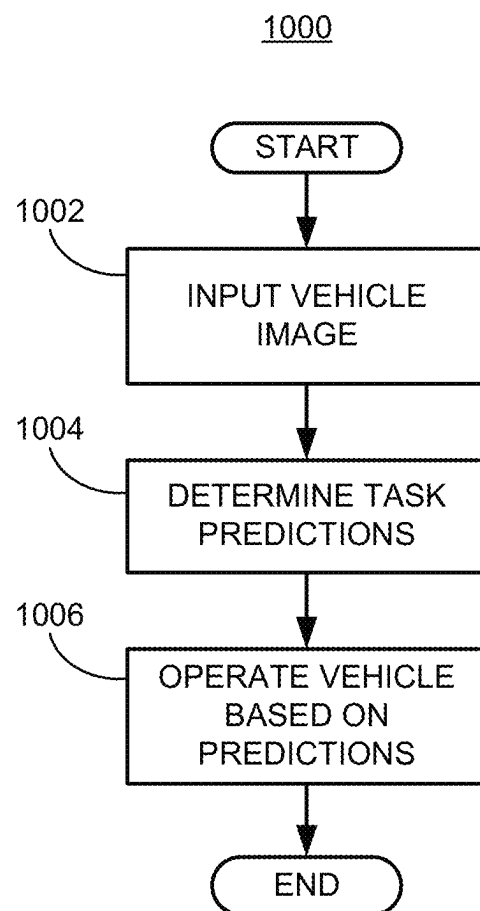 1000
START
1002
INPUT VEHICLE
IMAGE
1004
DETERMINE TASK
PREDICTIONS
1006
OPERATE VEHICLE
BASED ON
PREDICTIONS
END